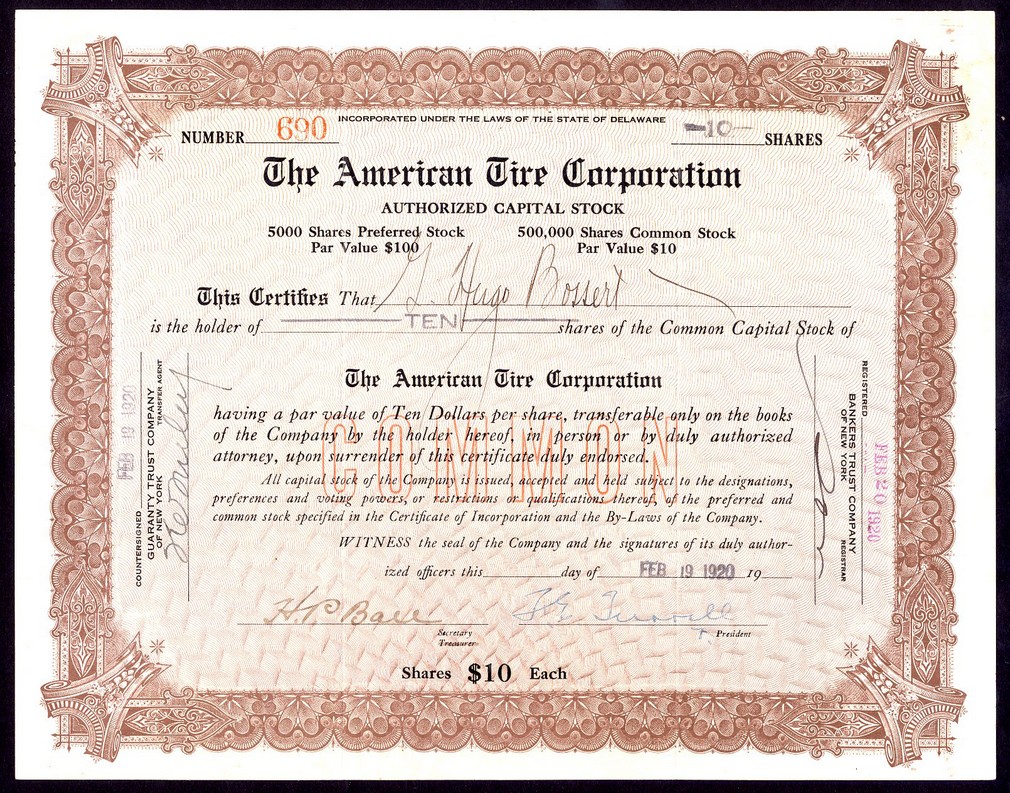 INCORPORATED UNDER THE LAWS OF THE STATE OF DELAWARE
NUMBER 690
-10- SHARES
The American Tire Corporation
AUTHORIZED CAPITAL STOCK
5000 Shares Preferred Stock
Par Value $100
500,000 Shares Common Stock
Par Value $10
This Certifies That Hugo Bossert
is the holder of TEN shares of the Common Capital Stock of
The American Tire Corporation
having a par value of Ten Dollars per share, transferable only on the books
of the Company by the holder hereof, in person or by duly authorized
attorney, upon surrender of this certificate duly endorsed.
COMMON
All capital stock of the Company is issued, accepted and held subject to the designations,
preferences and voting powers, or restrictions or qualifications thereof, of the preferred and
common stock specified in the Certificate of Incorporation and the By-Laws of the Company.
WITNESS the seal of the Company and the signatures of its duly author-
ized officers this day of FEB 19 1920 19
H.P. Ball
Secretary
Treasurer
President
Shares $10 Each
FEB 19 1920
COUNTERSIGNED
GUARANTY TRUST COMPANY
OF NEW YORK
TRANSFER AGENT
REGISTERED
BANKERS TRUST COMPANY
OF NEW YORK
REGISTRAR
FEB 20 1920